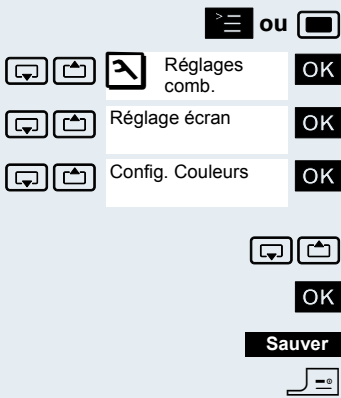 ou
Réglages
comb.
OK
Réglage écran
OK
Config. Couleurs
OK
OK
Sauver